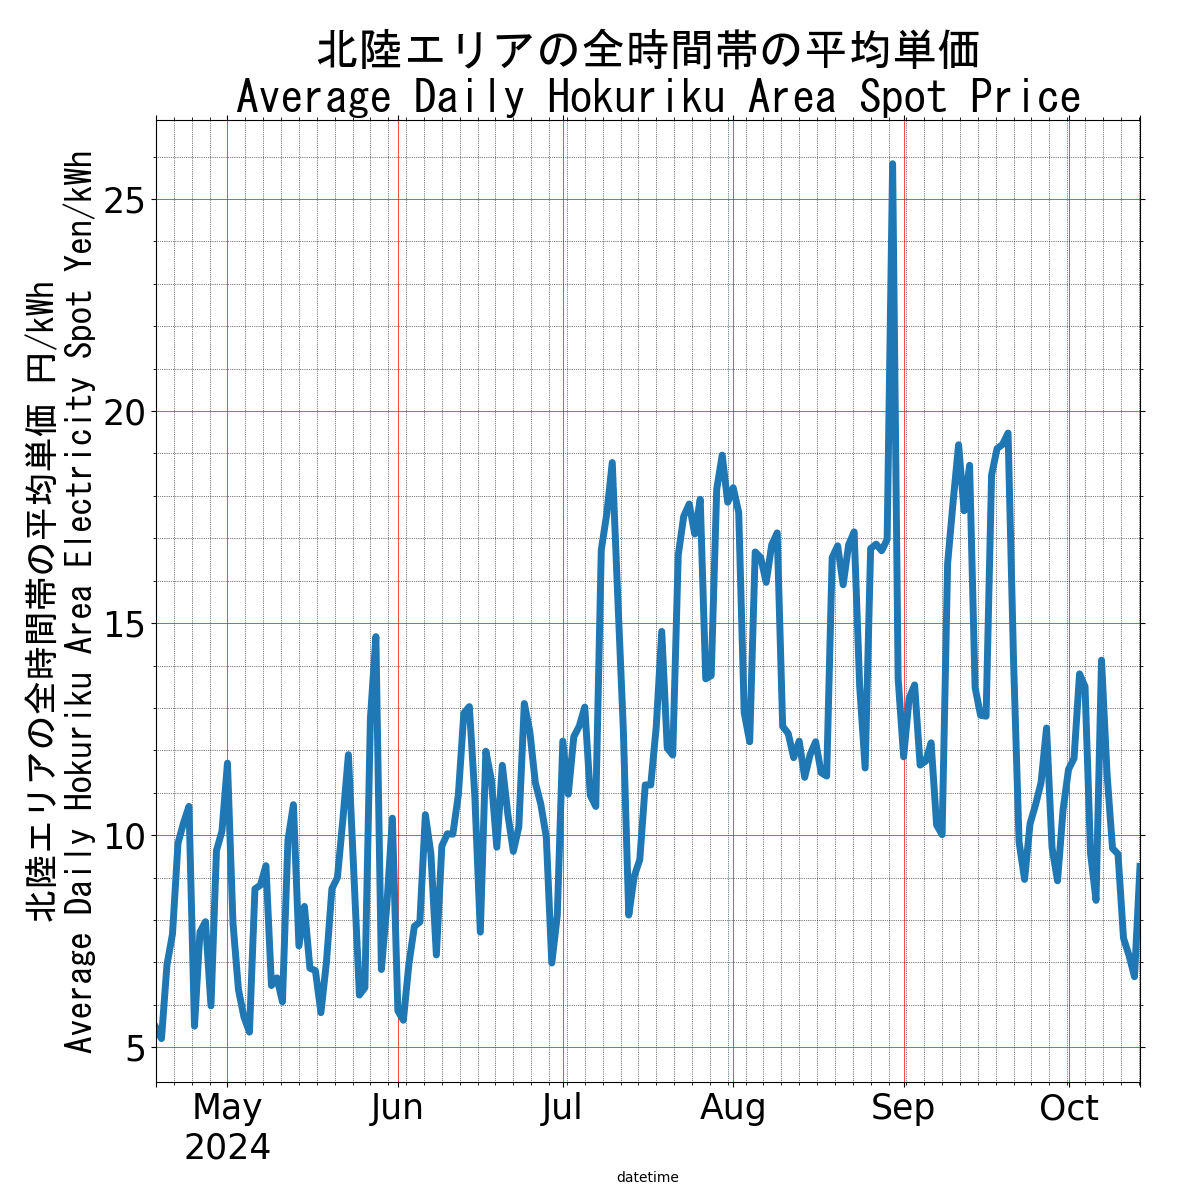 北陸エリアの全時間帯の平均単価
Average Daily Hokuriku Area Spot Price
北陸エリアの全時間帯の平均単価 円/kWh
Average Daily Hokuriku Area Electricity Spot Yen/kWh
25
20
15
10
5
May
2024
Jun
Jul
Aug
Sep
Oct
datetime